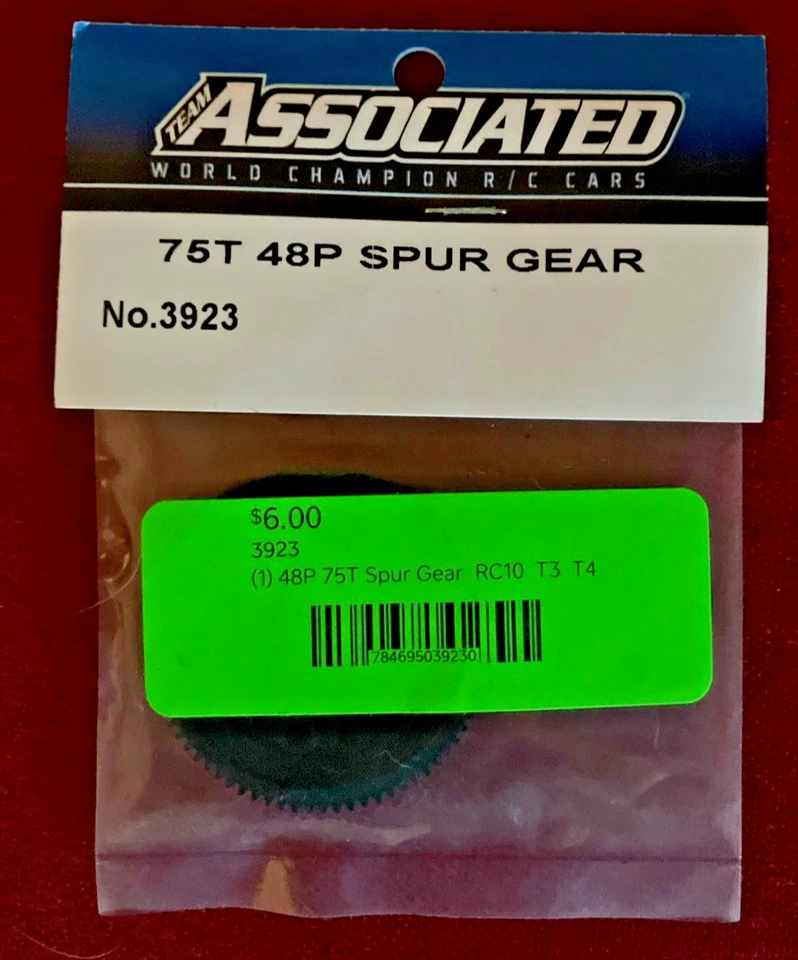 TEAM ASSOCIATED
WORLD CHAMPION R/C CARS
75T 48P SPUR GEAR
No.3923
$6.00
3923
(1) 48P 75T Spur Gear RC10 T3 T4
784695039230